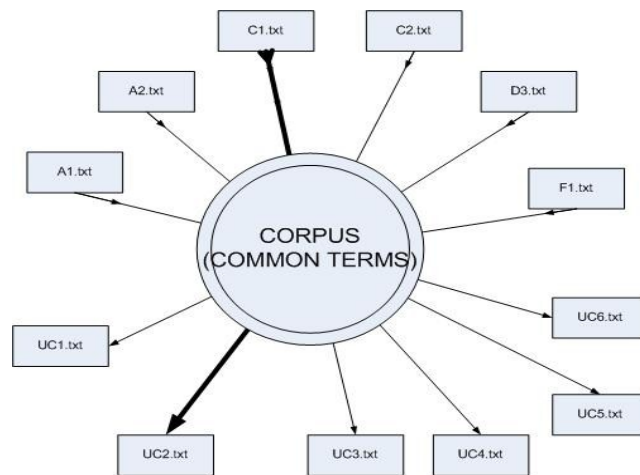 C1.txt
C2.txt
A2.txt
D3.txt
A1.txt
F1.txt
CORPUS
(COMMON TERMS)
UC6.txt
UC1.txt
UC5.txt
UC2.txt
UC3.txt
UC4.txt